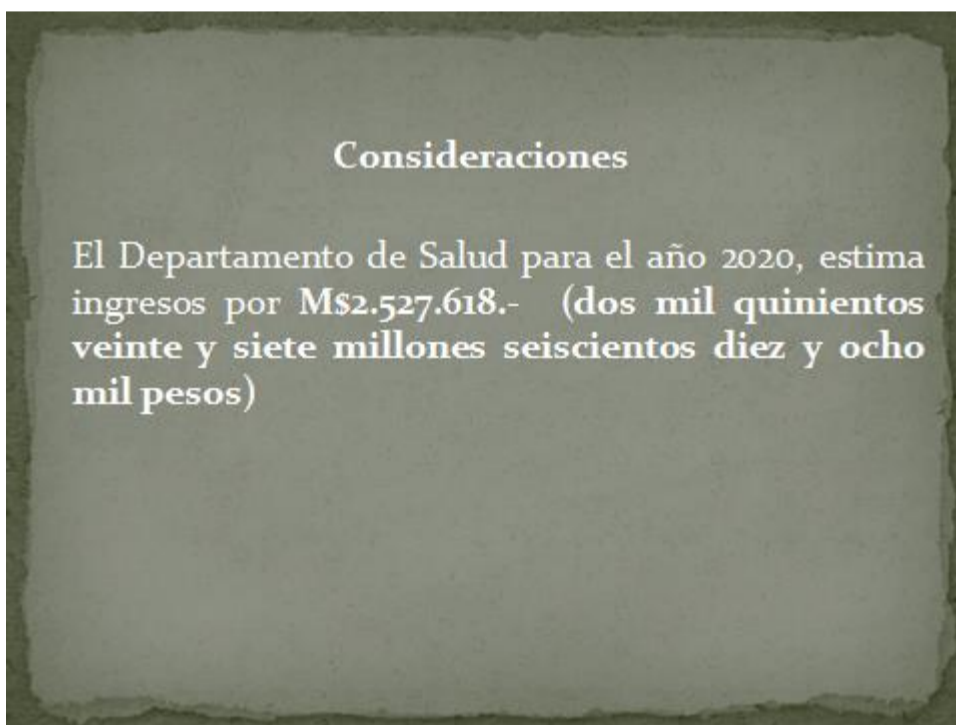 Consideraciones
El Departamento de Salud para el año 2020, estima
ingresos por M$2.527.618.- (dos mil quinientos
veinte y siete millones seiscientos diez y ocho
mil pesos)